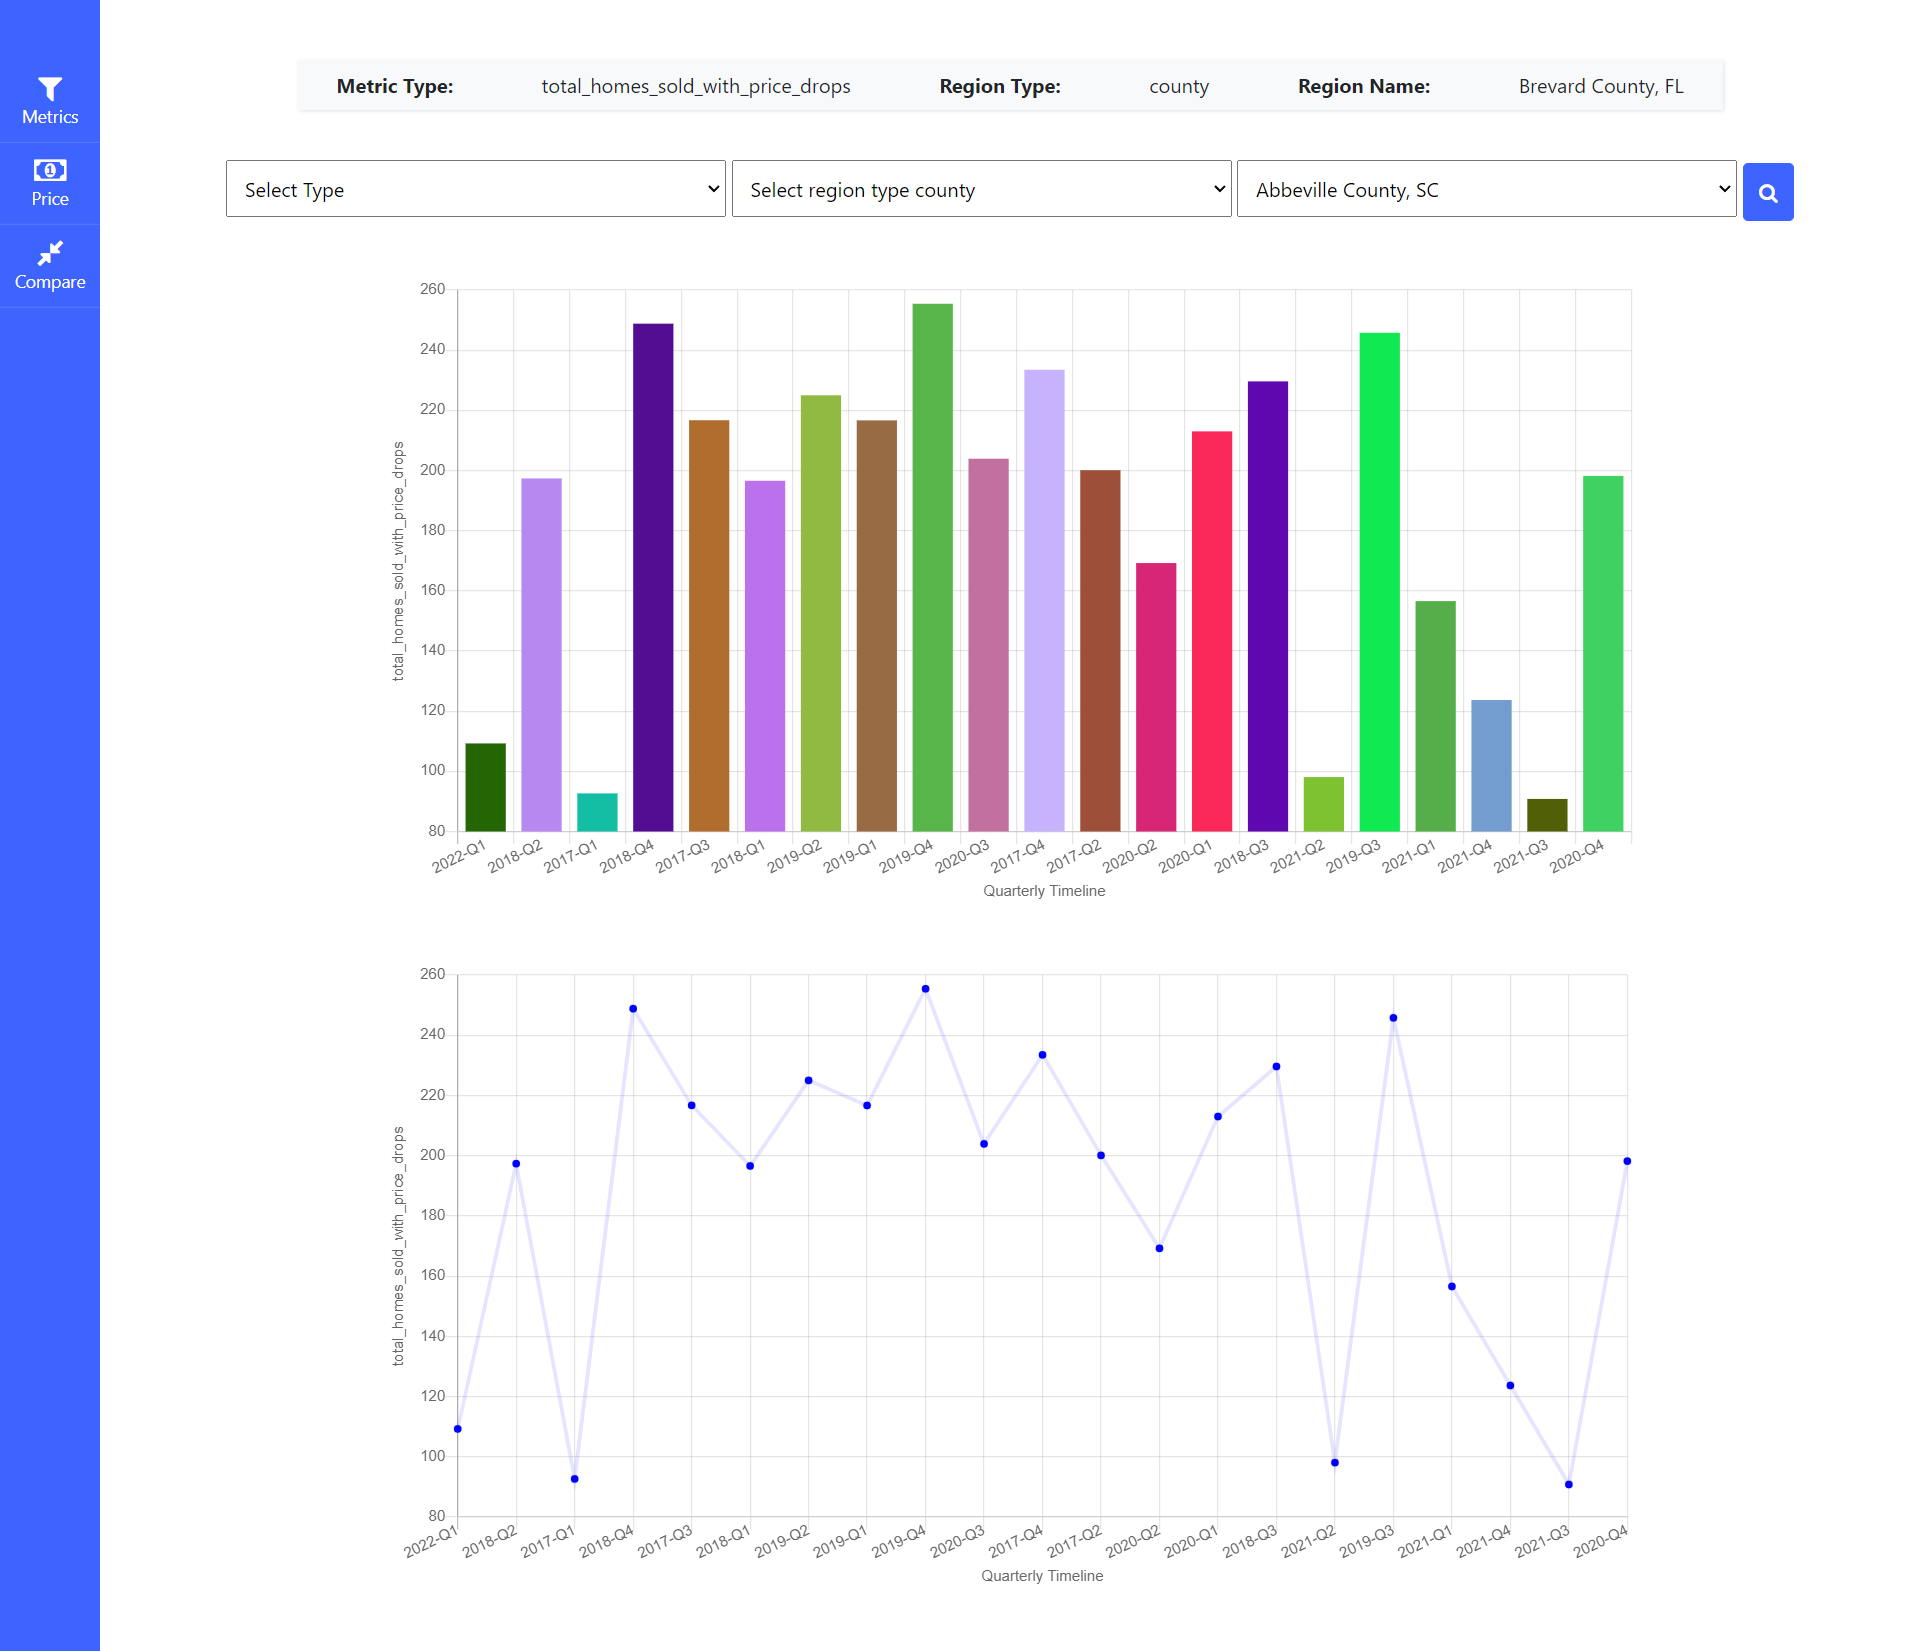 Metrics
Price
Compare
Metric Type: total_homes_sold_with_price_drops Region Type: county Region Name: Brevard County, FL
Select Type Select region type county Abbeville County, SC
260
240
220
200
180
160
140
120
100
80
total_homes_sold_with_price_drops
2022-Q1 2018-Q2 2017-Q1 2018-Q4 2017-Q3 2018-Q1 2019-Q2 2019-Q1 2019-Q4 2020-Q3 2017-Q4 2017-Q2 2020-Q2 2020-Q1 2018-Q3 2021-Q2 2019-Q3 2021-Q1 2021-Q4 2021-Q3 2020-Q4
Quarterly Timeline
260
240
220
200
180
160
140
120
100
80
total_homes_sold_with_price_drops
2022-Q1 2018-Q2 2017-Q1 2018-Q4 2017-Q3 2018-Q1 2019-Q2 2019-Q1 2019-Q4 2020-Q3 2017-Q4 2017-Q2 2020-Q2 2020-Q1 2018-Q3 2021-Q2 2019-Q3 2021-Q1 2021-Q4 2021-Q3 2020-Q4
Quarterly Timeline